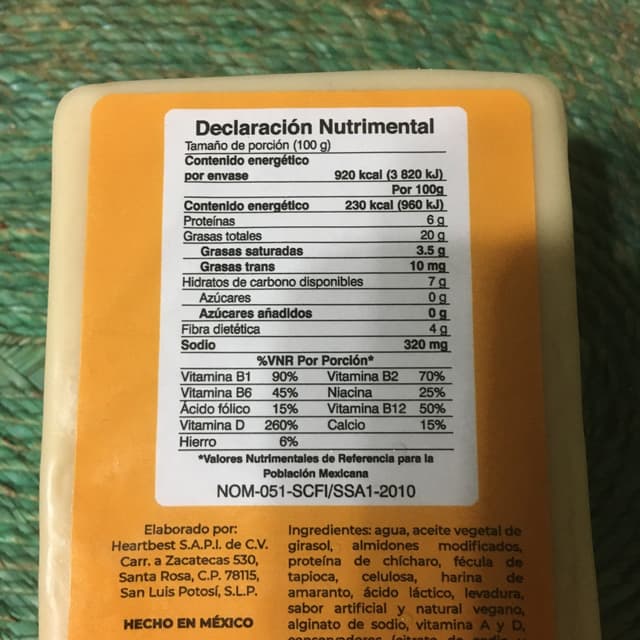 Declaración Nutrimental
Tamaño de porción (100 g)
Contenido energético
por envase 920 kcal (3 820 kJ)
Por 100g
Contenido energético 230 kcal (960 kJ)
Proteínas 6 g
Grasas totales 20 g
Grasas saturadas 3.5 g
Grasas trans 10 mg
Hidratos de carbono disponibles 7 g
Azúcares 0 g
Azúcares añadidos 0 g
Fibra dietética 4 g
Sodio 320 mg
%VNR Por Porción*
Vitamina B1 90% Vitamina B2 70%
Vitamina B6 45% Niacina 25%
Ácido fólico 15% Vitamina B12 50%
Vitamina D 260% Calcio 15%
Hierro 6%
*Valores Nutrimentales de Referencia para la
Población Mexicana
NOM-051-SCFI/SSA1-2010
Elaborado por:
Heartbest S.A.P.I. de C.V.
Carr. a Zacatecas 530,
Santa Rosa, C.P. 78115,
San Luis Potosí, S.L.P.
HECHO EN MÉXICO
Ingredientes: agua, aceite vegetal de
girasol, almidones modificados,
proteína de chícharo, fécula de
tapioca, celulosa, harina de
amaranto, ácido láctico, levadura,
sabor artificial y natural vegano,
alginato de sodio, vitamina A y D,